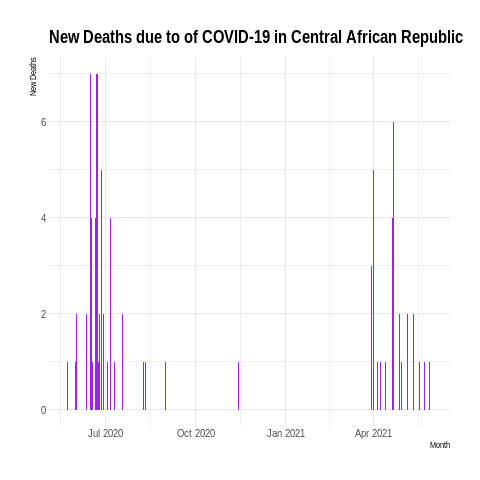 New Deaths due to of COVID-19 in Central African Republic
New Deaths
6
4
2
0
Jul 2020 Oct 2020 Jan 2021 Apr 2021
Month